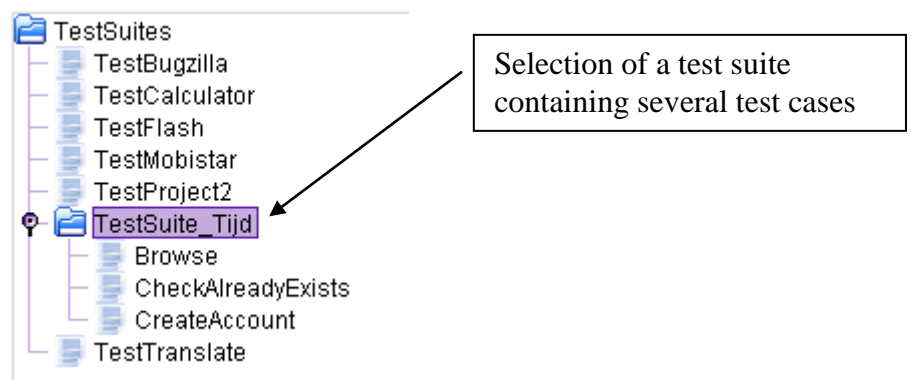 TestSuites
TestBugzilla
TestCalculator
TestFlash
TestMobistar
TestProject2
TestSuite_Tijd
Browse
CheckAlreadyExists
CreateAccount
TestTranslate
Selection of a test suite
containing several test cases